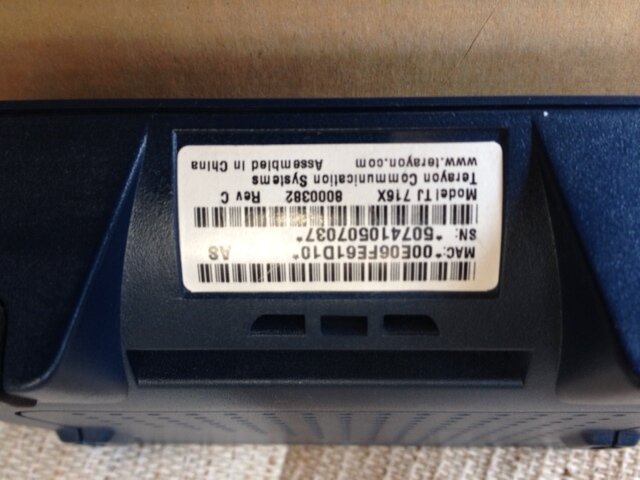 MAC:*00E06FE61D10* AS
SN: *507410507037*
Model TJ 716X 8000382 Rev C
Terayon Communication Systems
www.terayon.com Assembled in China